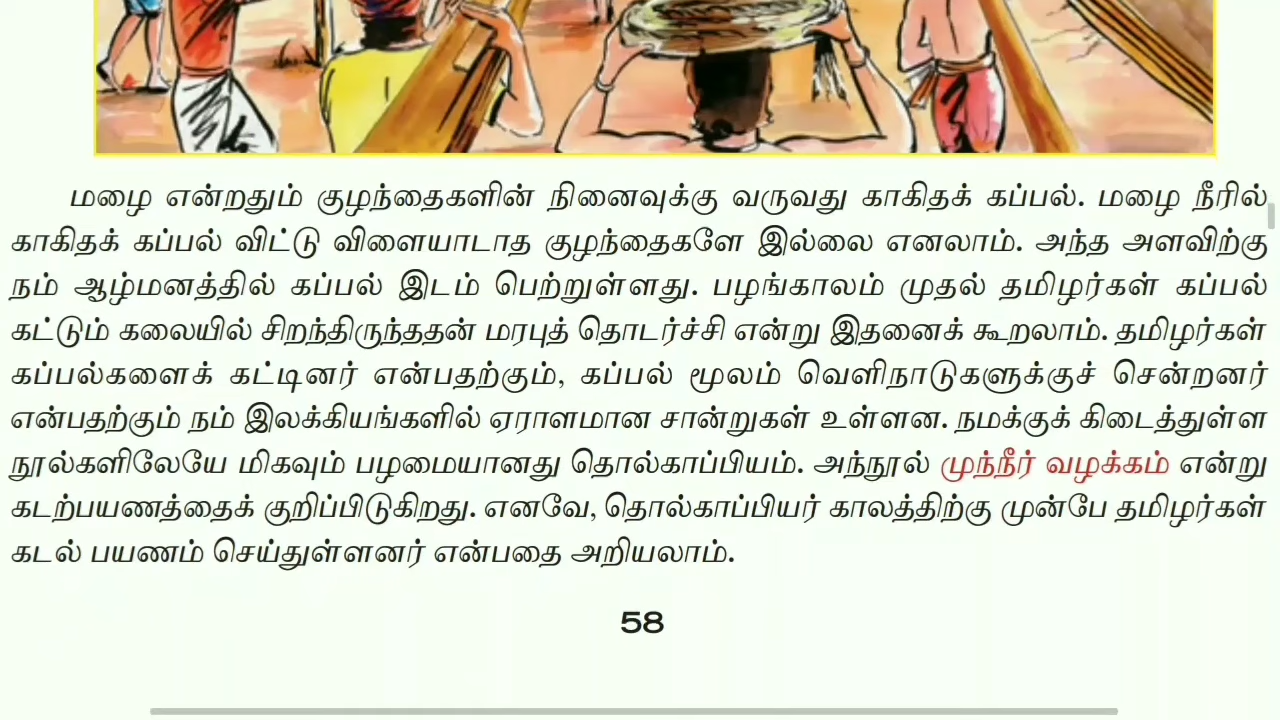 மழை என்றதும் குழந்தைகளின் நினைவுக்கு வருவது காகிதக் கப்பல். மழை நீரில்
காகிதக் கப்பல் விட்டு விளையாடாத குழந்தைகளே இல்லை எனலாம். அந்த அளவிற்கு
நம் ஆழ்மனத்தில் கப்பல் இடம் பெற்றுள்ளது. பழங்காலம் முதல் தமிழர்கள் கப்பல்
கட்டும் கலையில் சிறந்திருந்ததன் மரபுத் தொடர்ச்சி என்று இதனைக் கூறலாம். தமிழர்கள்
கப்பல்களைக் கட்டினர் என்பதற்கும், கப்பல் மூலம் வெளிநாடுகளுக்குச் சென்றனர்
என்பதற்கும் நம் இலக்கியங்களில் ஏராளமான சான்றுகள் உள்ளன. நமக்குக் கிடைத்துள்ள
நூல்களிலேயே மிகவும் பழமையானது தொல்காப்பியம். அந்நூல் முந்நீர் வழக்கம் என்று
கடற்பயணத்தைக் குறிப்பிடுகிறது. எனவே, தொல்காப்பியர் காலத்திற்கு முன்பே தமிழர்கள்
கடல் பயணம் செய்துள்ளனர் என்பதை அறியலாம்.
58